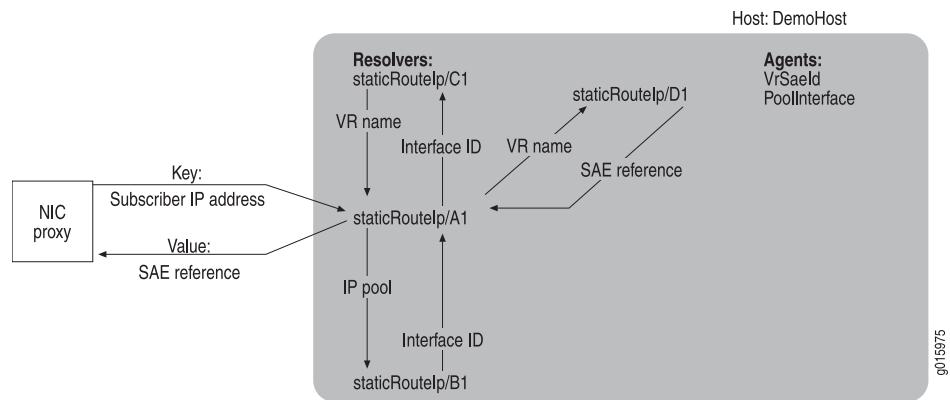 Host: DemoHost
Resolvers:
staticRouteIp/C1
Agents:
VrSaeId
PoolInterface
staticRouteIp/D1
VR name
Interface ID
VR name
SAE reference
Key:
Subscriber IP address
NIC
proxy
staticRouteIp/A1
Value:
SAE reference
IP pool
Interface ID
staticRouteIp/B1
g015975